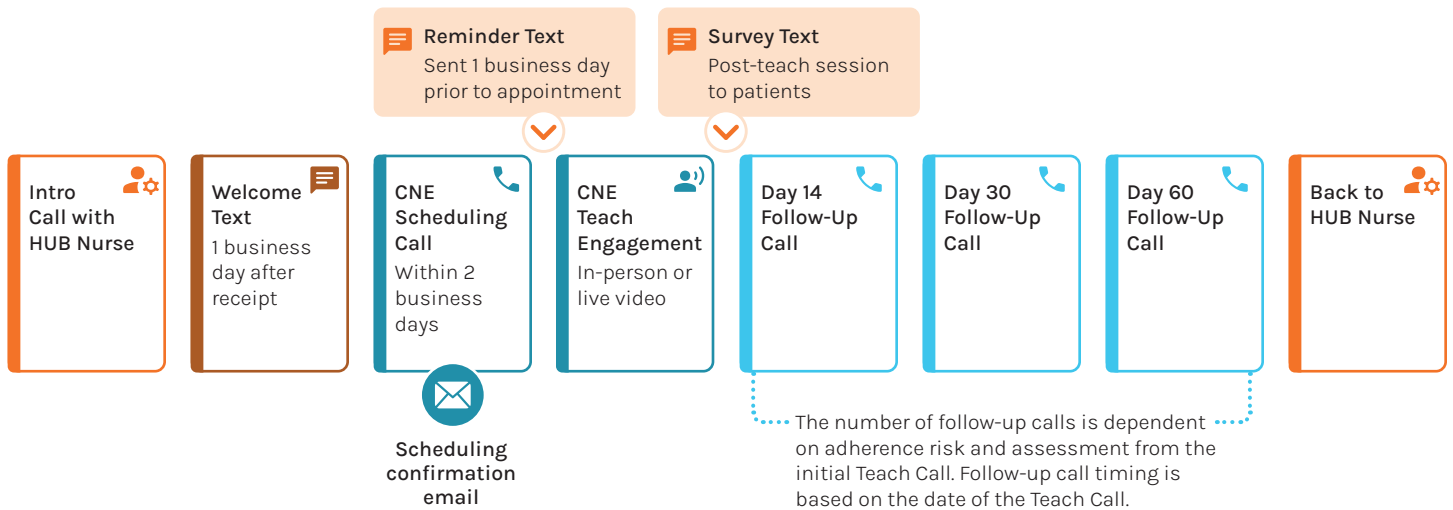 Reminder Text
Sent 1 business day
prior to appointment
Survey Text
Post-teach session
to patients
Intro
Call with
HUB Nurse
Welcome
Text
1 business
day after
receipt
CNE
Scheduling
Call
Within 2
business
days
CNE
Teach
Engagement
In-person or
live video
Day 14
Follow-Up
Call
Day 30
Follow-Up
Call
Day 60
Follow-Up
Call
Back to
HUB Nurse
Scheduling
confirmation
email
The number of follow-up calls is dependent
on adherence risk and assessment from the
initial Teach Call. Follow-up call timing is
based on the date of the Teach Call.